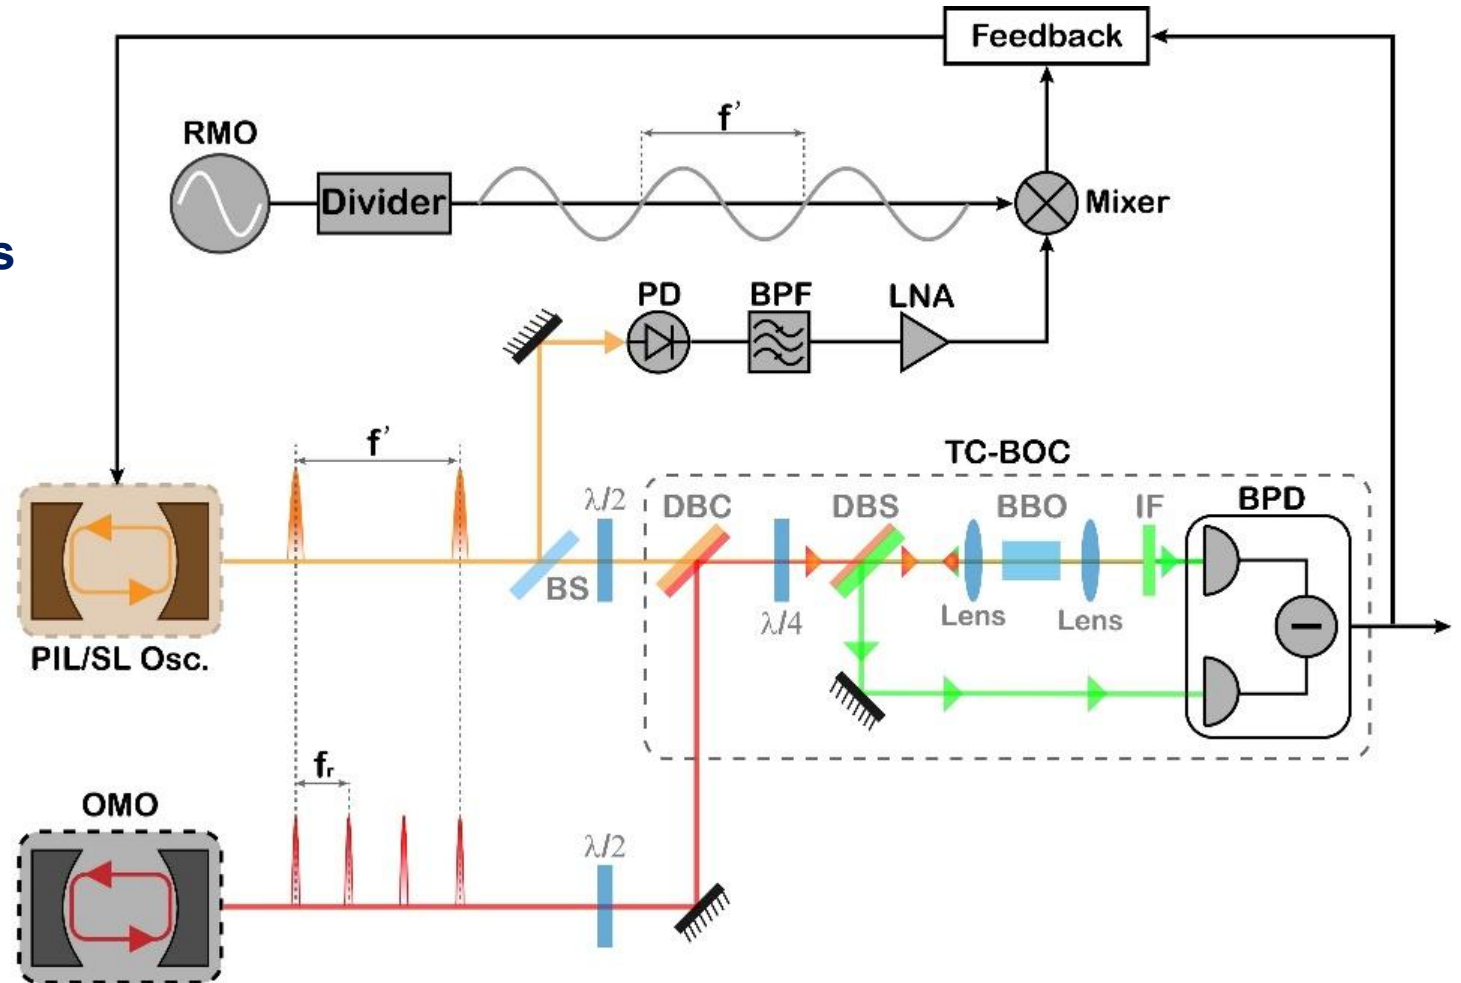 Feedback
f’
RMO
Divider
Mixer
s
PD
BPF
LNA
f’
TC-BOC
λ/2
DBC
DBS
BBO
IF
BPD
BS
λ/4
Lens
Lens
PIL/SL Osc.
fr
OMO
λ/2